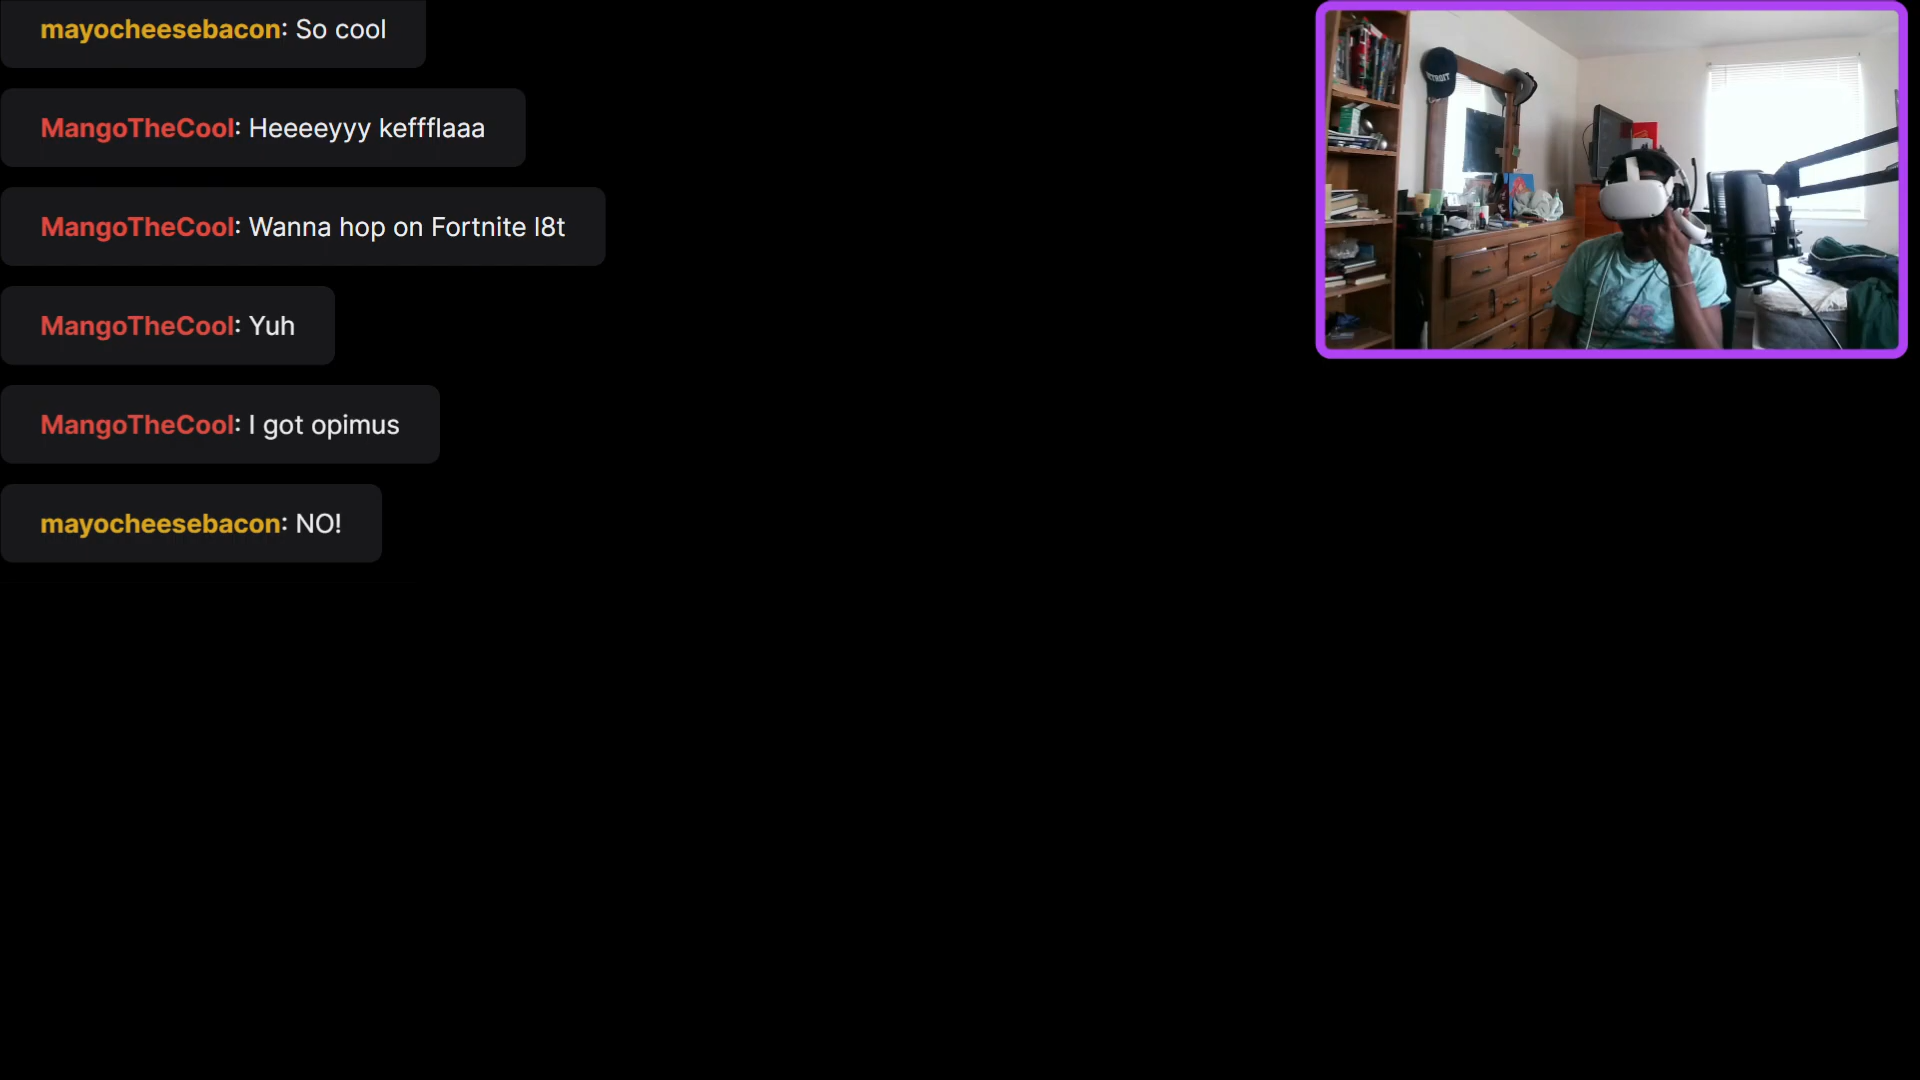 mayocheesebacon: So cool
MangoTheCool: Heeeeyyy keffflaaa
MangoTheCool: Wanna hop on Fortnite l8t
MangoTheCool: Yuh
MangoTheCool: I got opimus
mayocheesebacon: NO!
DETROIT